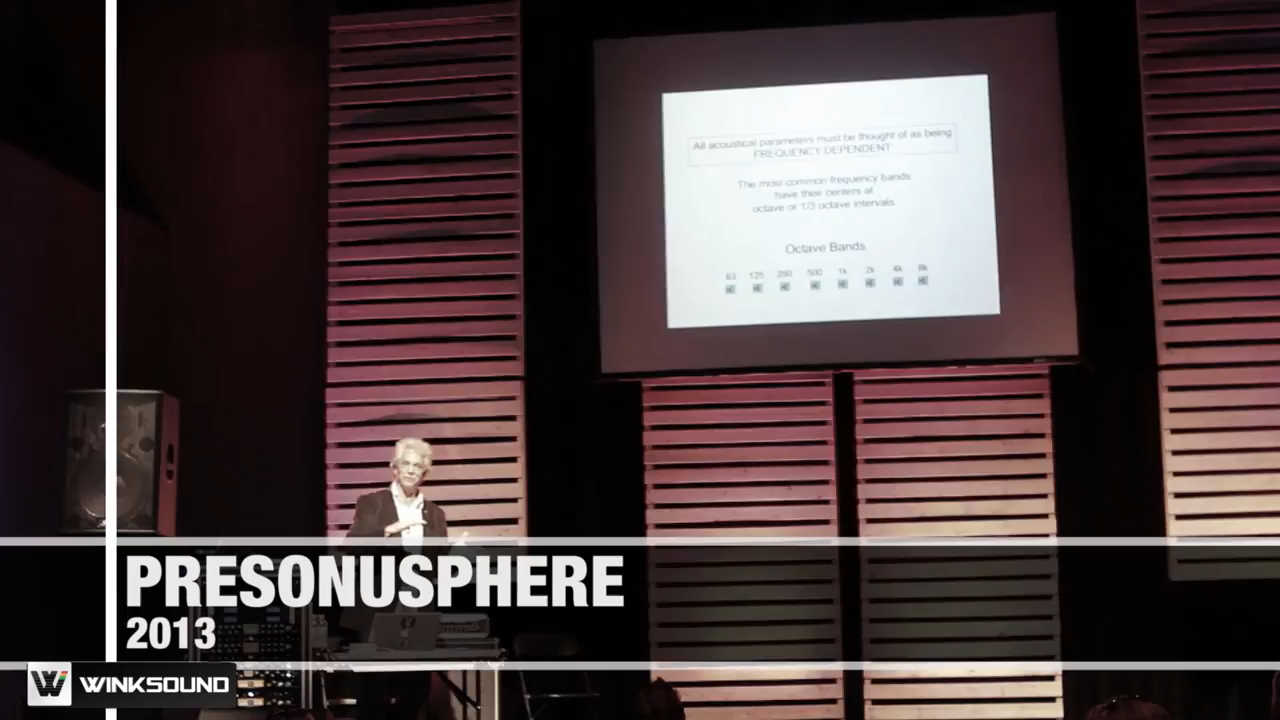 All acoustical parameters must be thought of as being
FREQUENCY DEPENDENT
The most common frequency bands
have their centers at
octave or 1/3 octave intervals.
Octave Bands
63 125 250 500 1k 2k 4k 8k
PRESONUSPHERE
2013
W WINKSOUND